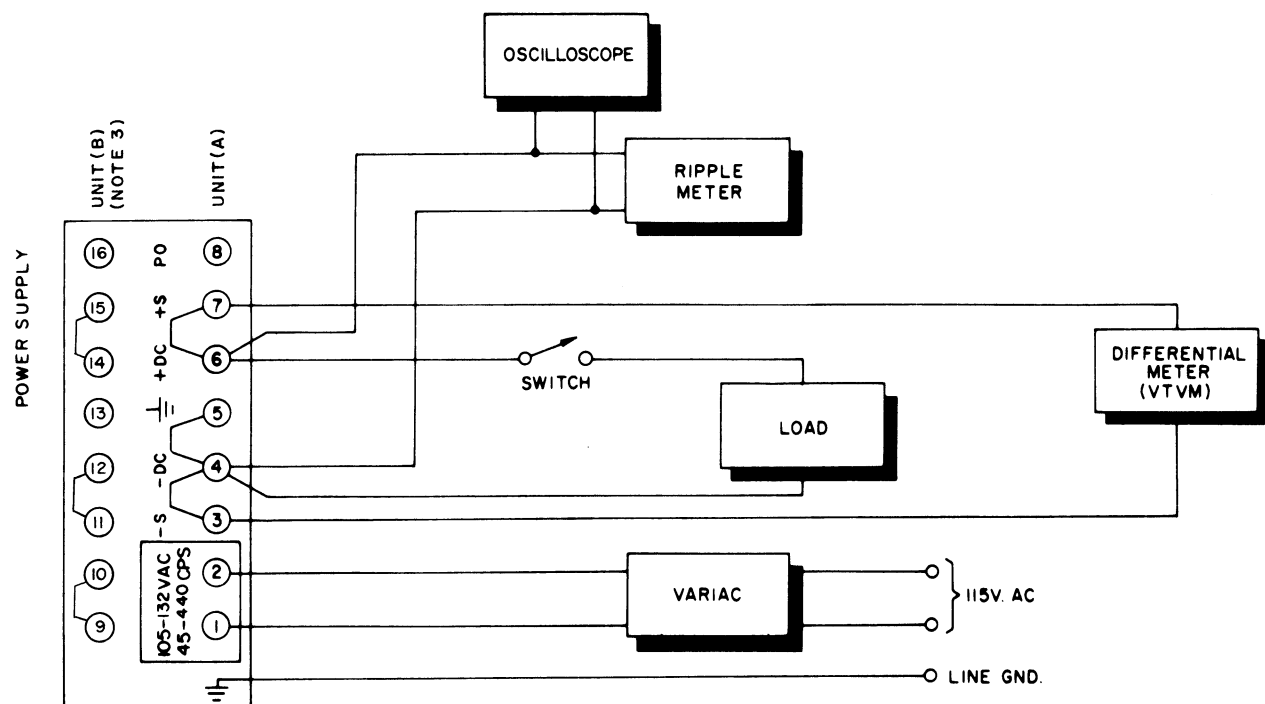 OSCILLOSCOPE
RIPPLE
METER
UNIT(B)
(NOTE 3)
UNIT(A)
POWER SUPPLY
16 PO 8
15 +S 7
14 +DC 6
13 5
12 -DC 4
11 -S 3
10 2
9 1
105-132VAC
45-440 CPS
SWITCH
LOAD
DIFFERENTIAL
METER
(VTVM)
VARIAC
115V. AC
LINE GND.